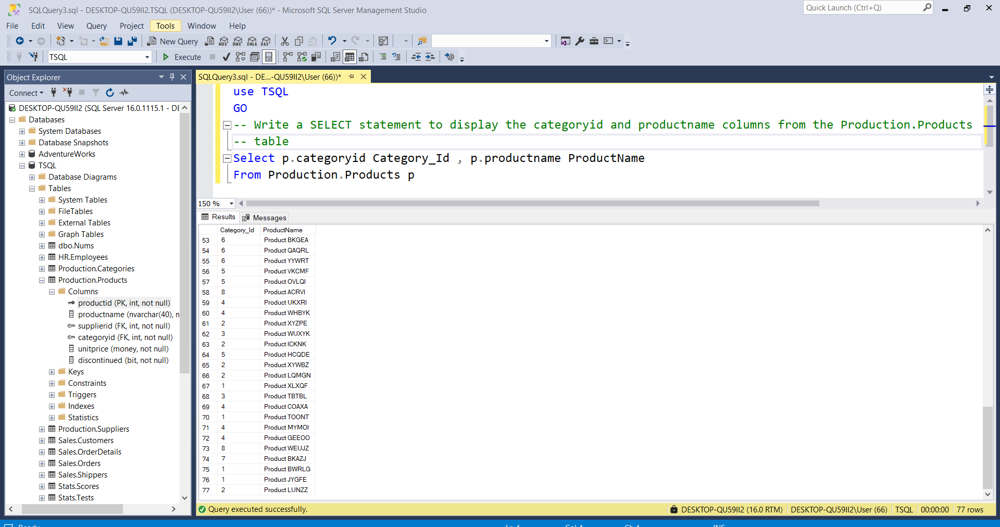 SQLQuery3.sql - DESKTOP-QU59II2.TSQL (DESKTOP-QU59II2\User (66))* - Microsoft SQL Server Management Studio
Quick Launch (Ctrl+Q)
File Edit View Query Project Tools Window Help
New Query MDX DMX XMLA DAX
TSQL Execute
Object Explorer
Connect
DESKTOP-QU59II2 (SQL Server 16.0.1115.1 - DE
Databases
System Databases
Database Snapshots
AdventureWorks
TSQL
Database Diagrams
Tables
System Tables
FileTables
External Tables
Graph Tables
dbo.Nums
HR.Employees
Production.Categories
Production.Products
Columns
productid (PK, int, not null)
productname (nvarchar(40), n
supplierid (FK, int, not null)
categoryid (FK, int, not null)
unitprice (money, not null)
discontinued (bit, not null)
Keys
Constraints
Triggers
Indexes
Statistics
Production.Suppliers
Sales.Customers
Sales.OrderDetails
Sales.Orders
Sales.Shippers
Stats.Scores
Stats.Tests
SQLQuery3.sql - DE...-QU59II2\User (66))*
use TSQL
GO
-- Write a SELECT statement to display the categoryid and productname columns from the Production.Products
-- table
Select p.categoryid Category_Id , p.productname ProductName
From Production.Products p
150 %
Results Messages
Category_Id ProductName
53 6 Product BKGEA
54 6 Product QAQRL
55 6 Product YYWRT
56 5 Product VKCMF
57 5 Product OVLQI
58 8 Product ACRVI
59 4 Product UKXRI
60 4 Product WHBYK
61 2 Product XYZPE
62 3 Product WUXYK
63 2 Product ICKNK
64 5 Product HCQDE
65 2 Product XYWBZ
66 2 Product LQMGN
67 1 Product XLXQF
68 3 Product TBTBL
69 4 Product COAXA
70 1 Product TOONT
71 4 Product MYMOI
72 4 Product GEEOO
73 8 Product WEUJZ
74 7 Product BKAZJ
75 1 Product BWRLG
76 1 Product JYGFE
77 2 Product LUNZZ
Query executed successfully.
DESKTOP-QU59II2 (16.0 RTM) DESKTOP-QU59II2\User (66) TSQL 00:00:00 77 rows